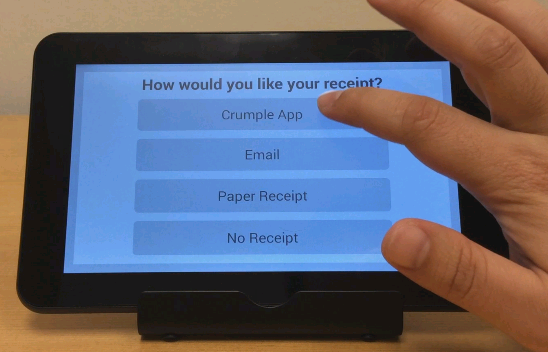 How would you like your receipt?
Crumple App
Email
Paper Receipt
No Receipt